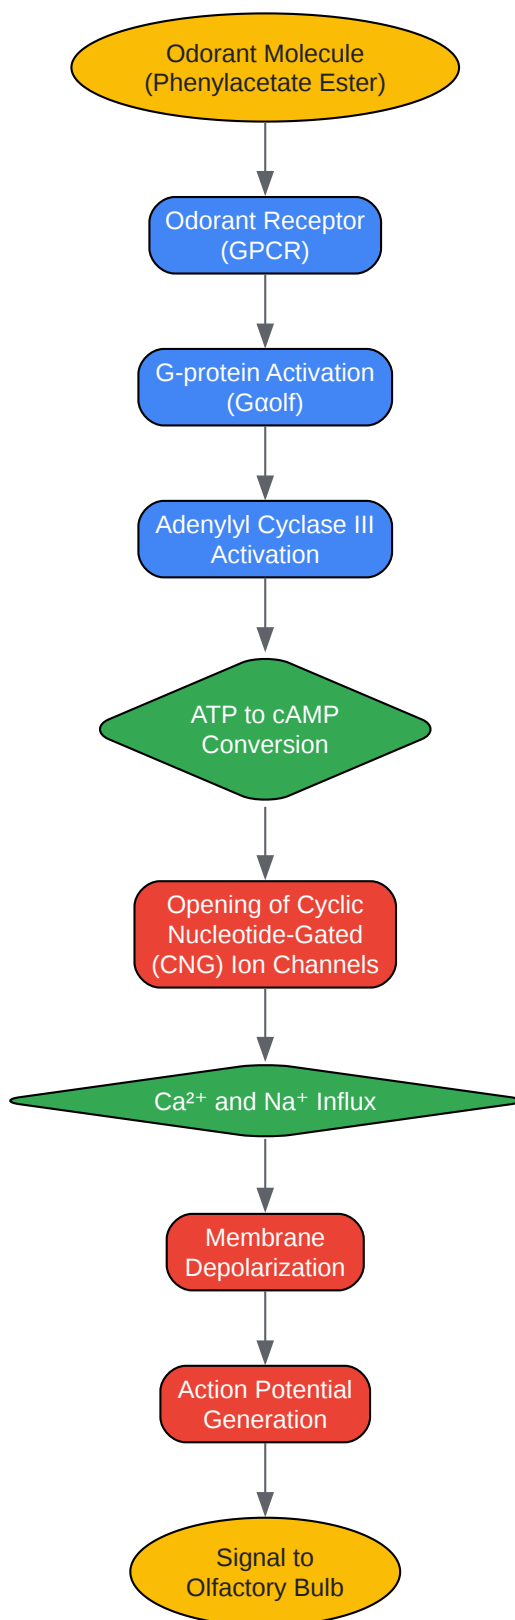 Odorant Molecule
(Phenylacetate Ester)
Odorant Receptor
(GPCR)
G-protein Activation
(Gαolf)
Adenylyl Cyclase III
Activation
ATP to cAMP
Conversion
Opening of Cyclic
Nucleotide-Gated
(CNG) Ion Channels
Ca²⁺ and Na⁺ Influx
Membrane
Depolarization
Action Potential
Generation
Signal to
Olfactory Bulb